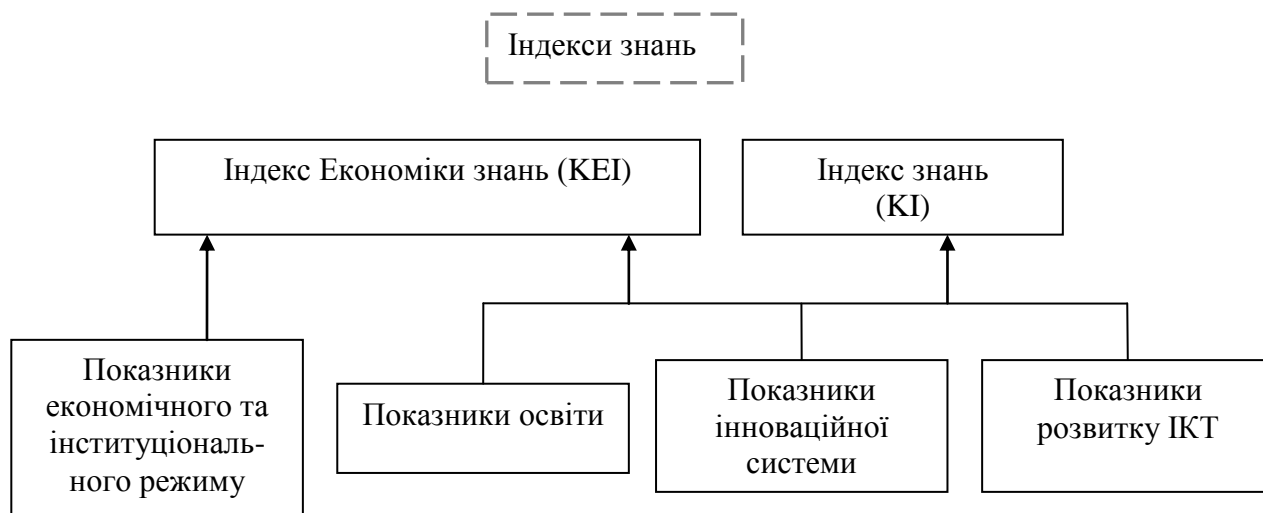 Індекси знань
Індекс Економіки знань (KEI)
Індекс знань
(KI)
Показники
економічного та
інституціональ-
ного режиму
Показники освіти
Показники
інноваційної
системи
Показники
розвитку ІКТ